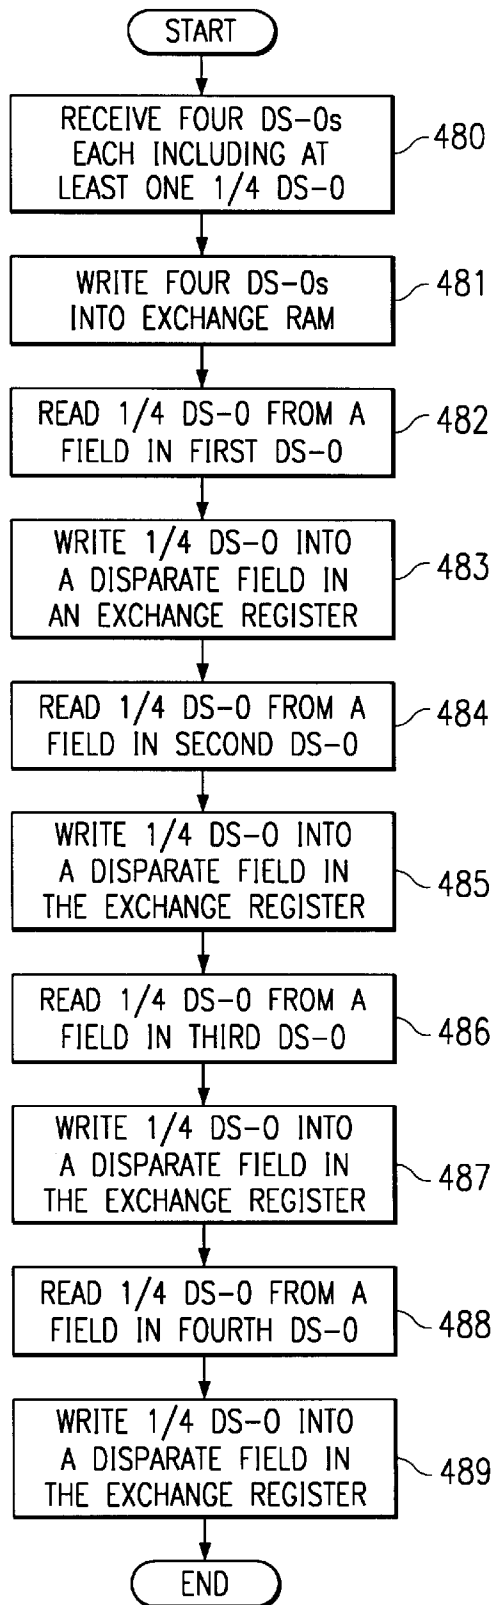 START
RECEIVE FOUR DS-0s
EACH INCLUDING AT
LEAST ONE 1/4 DS-0
480
WRITE FOUR DS-0s
INTO EXCHANGE RAM
481
READ 1/4 DS-0 FROM A
FIELD IN FIRST DS-0
482
WRITE 1/4 DS-0 INTO
A DISPARATE FIELD IN
AN EXCHANGE REGISTER
483
READ 1/4 DS-0 FROM A
FIELD IN SECOND DS-0
484
WRITE 1/4 DS-0 INTO
A DISPARATE FIELD IN
THE EXCHANGE REGISTER
485
READ 1/4 DS-0 FROM A
FIELD IN THIRD DS-0
486
WRITE 1/4 DS-0 INTO
A DISPARATE FIELD IN
THE EXCHANGE REGISTER
487
READ 1/4 DS-0 FROM A
FIELD IN FOURTH DS-0
488
WRITE 1/4 DS-0 INTO
A DISPARATE FIELD IN
THE EXCHANGE REGISTER
489
END